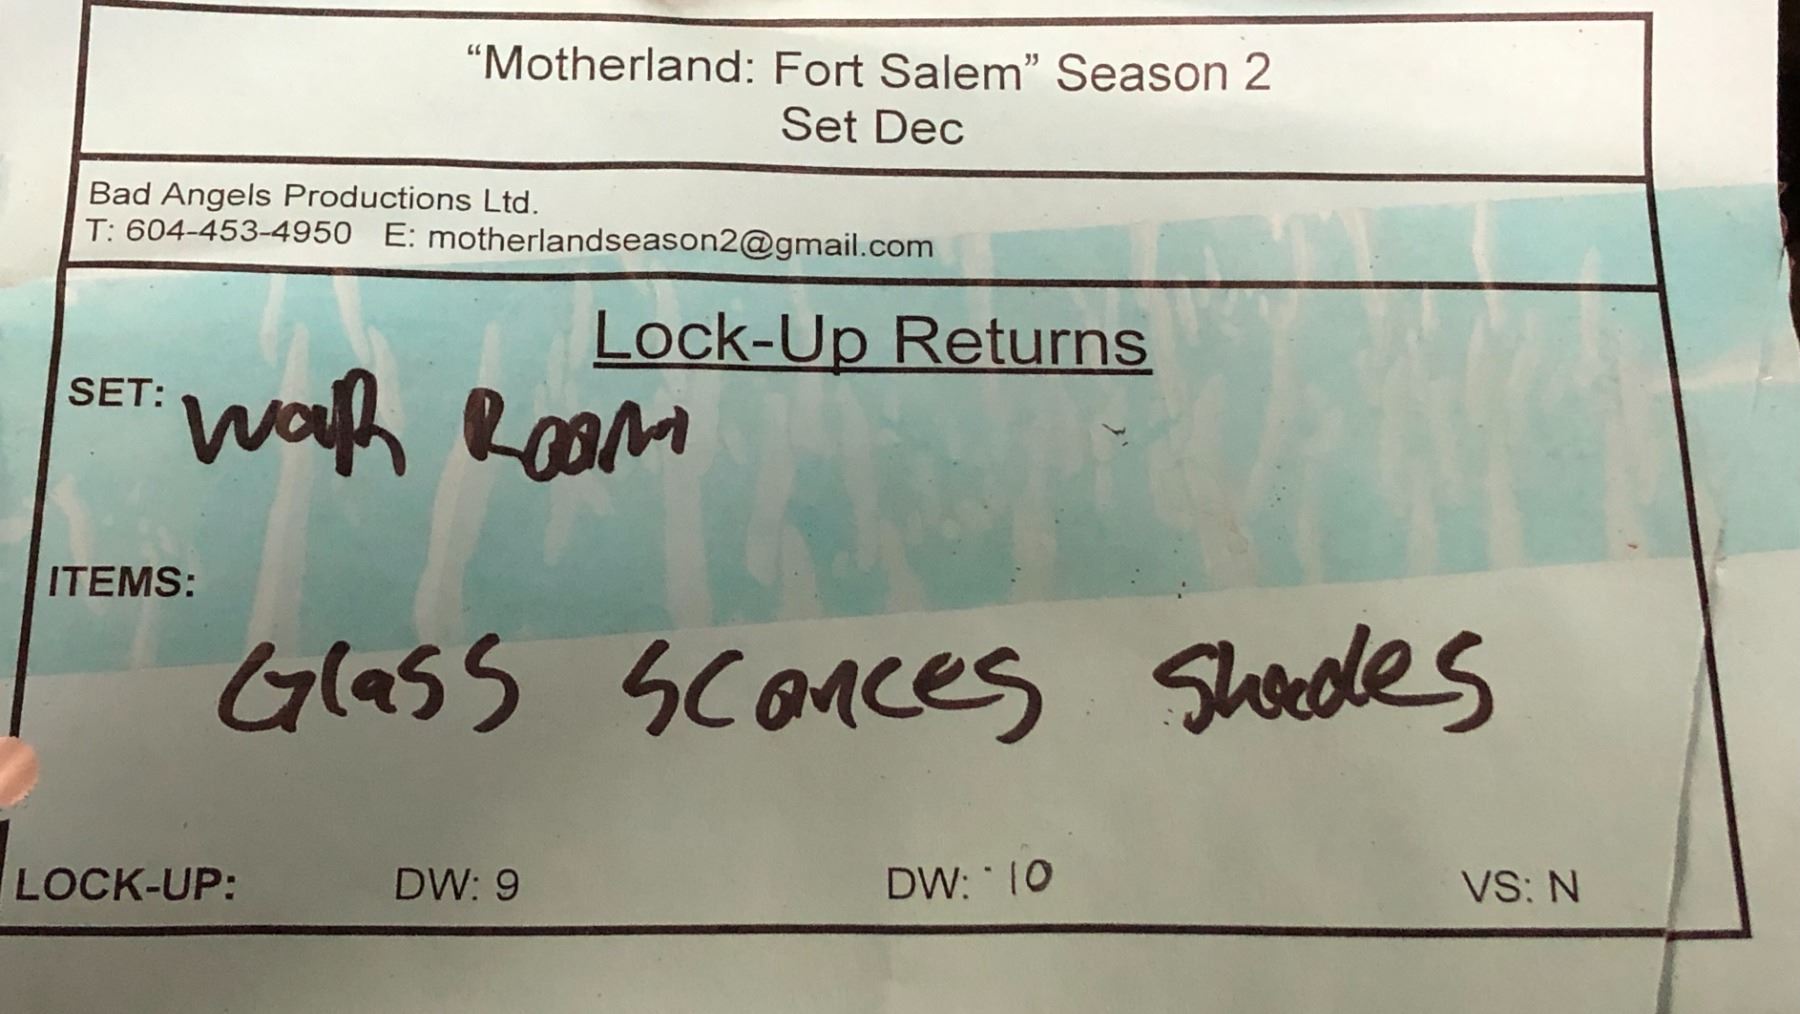 "Motherland: Fort Salem" Season 2
Set Dec
Bad Angels Productions Ltd.
T: 604-453-4950 E: motherlandseason2@gmail.com
Lock-Up Returns
SET: WaR Room
ITEMS:
Glass Sconces Shades
LOCK-UP: DW: 9 DW: 10 VS: N